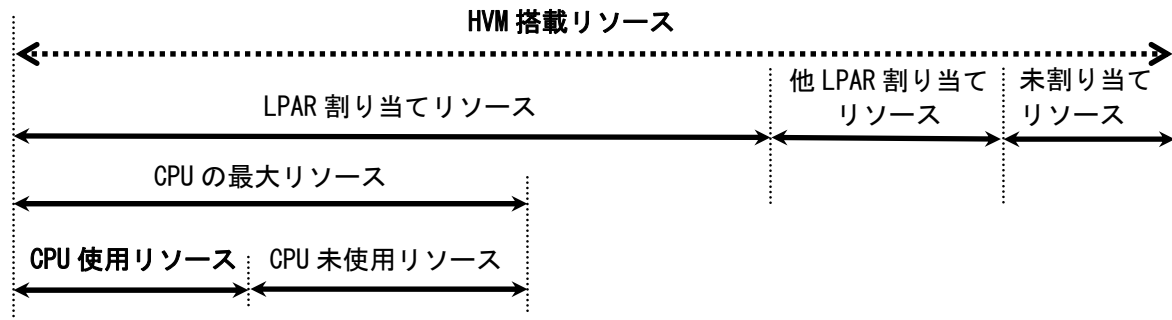 HVM 搭載リソース
LPAR 割り当てリソース
他 LPAR 割り当て
リソース
未割り当て
リソース
CPU の最大リソース
CPU 使用リソース
CPU 未使用リソース